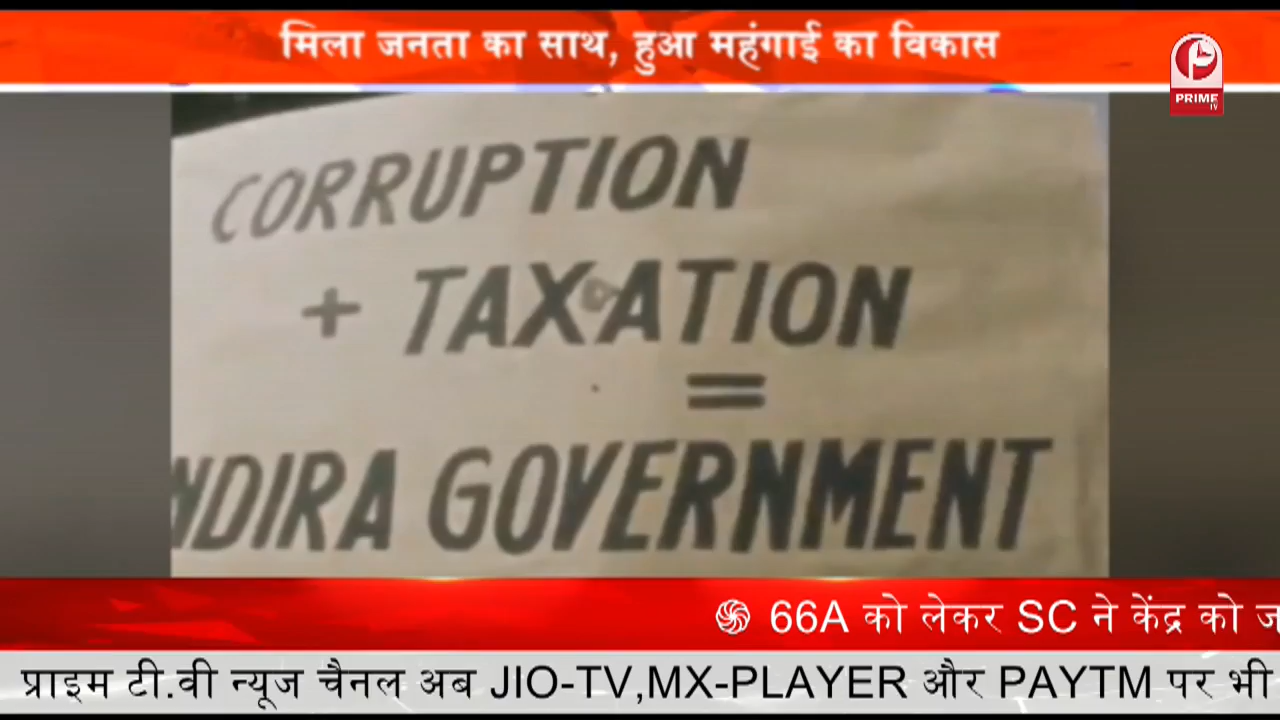 मिला जनता का साथ, हुआ महंगाई का विकास
PRIME
TV
CORRUPTION
+ TAXATION
=
NDIRA GOVERNMENT
66A को लेकर SC ने केंद्र को ज
प्राइम टी.वी न्यूज चैनल अब JIO-TV,MX-PLAYER और PAYTM पर भी